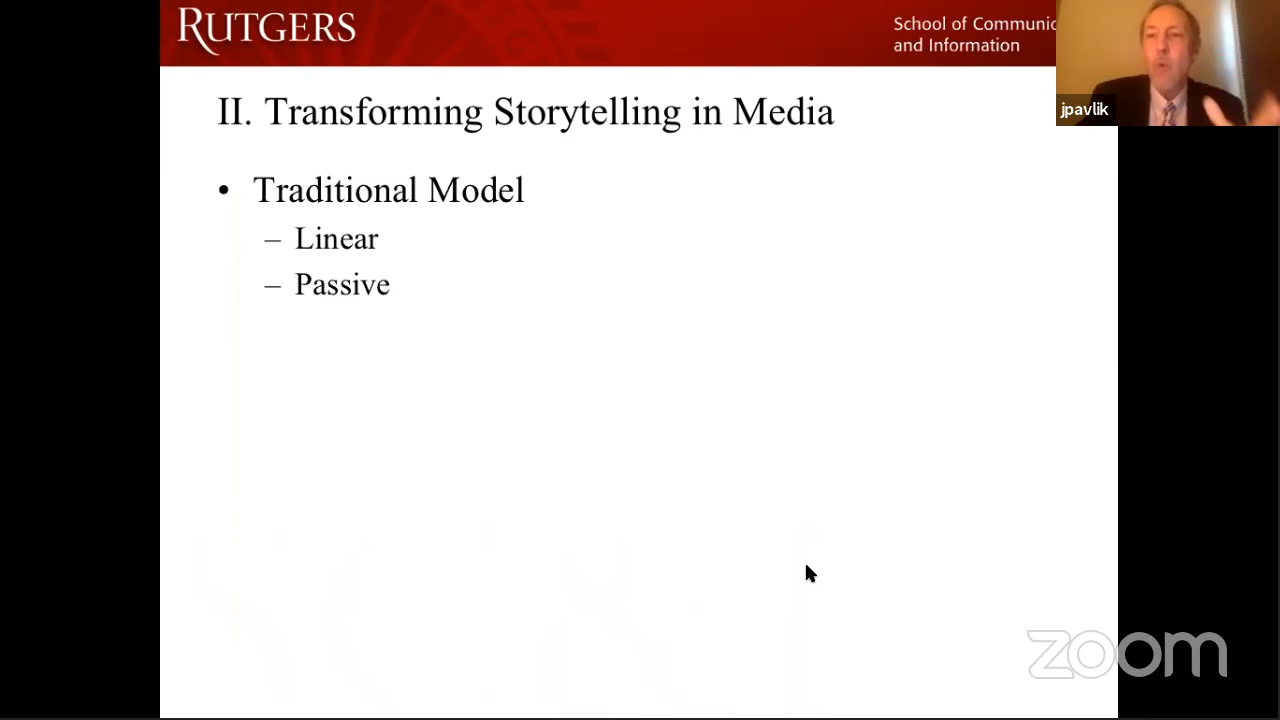 RUTGERS
School of Communic
and Information
jpavlik
II. Transforming Storytelling in Media
• Traditional Model
– Linear
– Passive
zoom